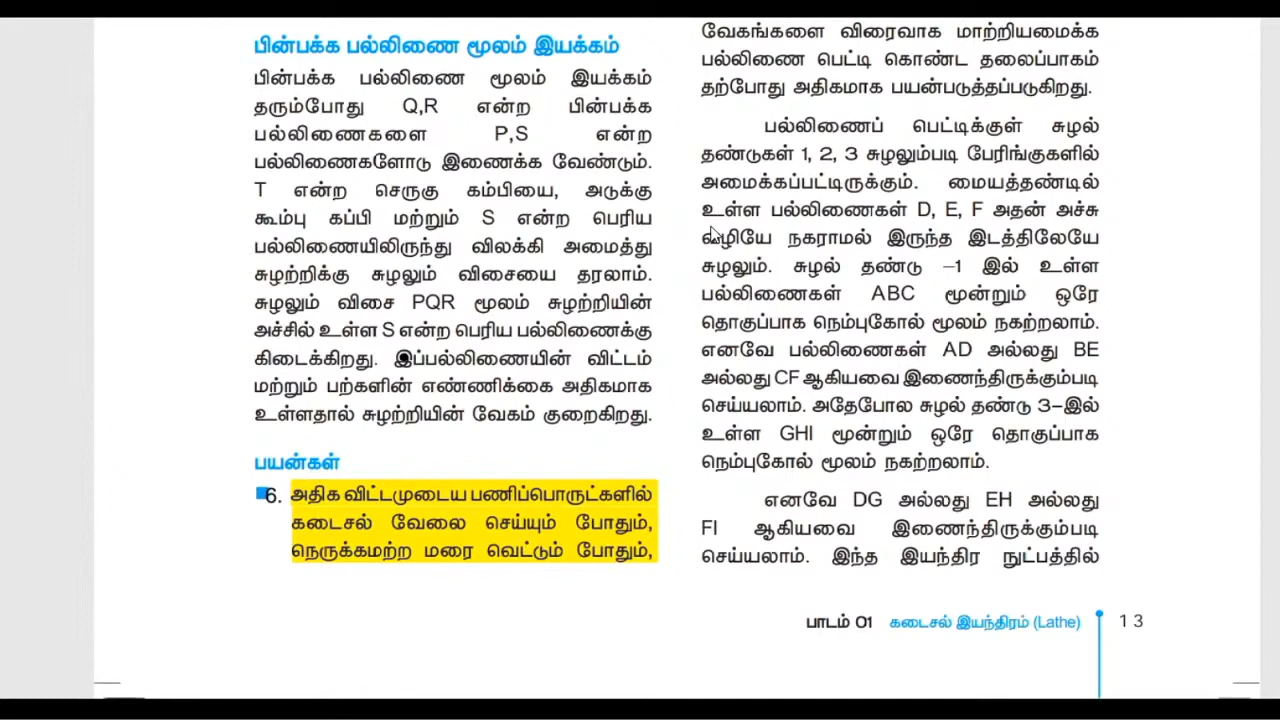 பின்பக்க பல்லிணை மூலம் இயக்கம்
பின்பக்க பல்லிணை மூலம் இயக்கம்
தரும்போது Q,R என்ற பின்பக்க
பல்லிணைகளை P,S என்ற
பல்லிணைகளோடு இணைக்க வேண்டும்.
T என்ற செருகு கம்பியை, அடுக்கு
கூம்பு கப்பி மற்றும் S என்ற பெரிய
பல்லிணையிலிருந்து விலக்கி அமைத்து
சுழற்றிக்கு சுழலும் விசையை தரலாம்.
சுழலும் விசை PQR மூலம் சுழற்றியின்
அச்சில் உள்ள S என்ற பெரிய பல்லிணைக்கு
கிடைக்கிறது. இப்பல்லிணையின் விட்டம்
மற்றும் பற்களின் எண்ணிக்கை அதிகமாக
உள்ளதால் சுழற்றியின் வேகம் குறைகிறது.
பயன்கள்
6. அதிக விட்டமுடைய பணிப்பொருட்களில்
கடைசல் வேலை செய்யும் போதும்,
நெருக்கமற்ற மரை வெட்டும் போதும்,
வேகங்களை விரைவாக மாற்றியமைக்க
பல்லிணை பெட்டி கொண்ட தலைப்பாகம்
தற்போது அதிகமாக பயன்படுத்தப்படுகிறது.
பல்லிணைப் பெட்டிக்குள் சுழல்
தண்டுகள் 1, 2, 3 சுழலும்படி பேரிங்குகளில்
அமைக்கப்பட்டிருக்கும். மையத்தண்டில்
உள்ள பல்லிணைகள் D, E, F அதன் அச்சு
வழியே நகராமல் இருந்த இடத்திலேயே
சுழலும். சுழல் தண்டு –1 இல் உள்ள
பல்லிணைகள் ABC மூன்றும் ஒரே
தொகுப்பாக நெம்புகோல் மூலம் நகற்றலாம்.
எனவே பல்லிணைகள் AD அல்லது BE
அல்லது CF ஆகியவை இணைந்திருக்கும்படி
செய்யலாம். அதேபோல சுழல் தண்டு 3–இல்
உள்ள GHI மூன்றும் ஒரே தொகுப்பாக
நெம்புகோல் மூலம் நகற்றலாம்.
எனவே DG அல்லது EH அல்லது
FI ஆகியவை இணைந்திருக்கும்படி
செய்யலாம். இந்த இயந்திர நுட்பத்தில்
பாடம் 01 கடைசல் இயந்திரம் (Lathe) 13